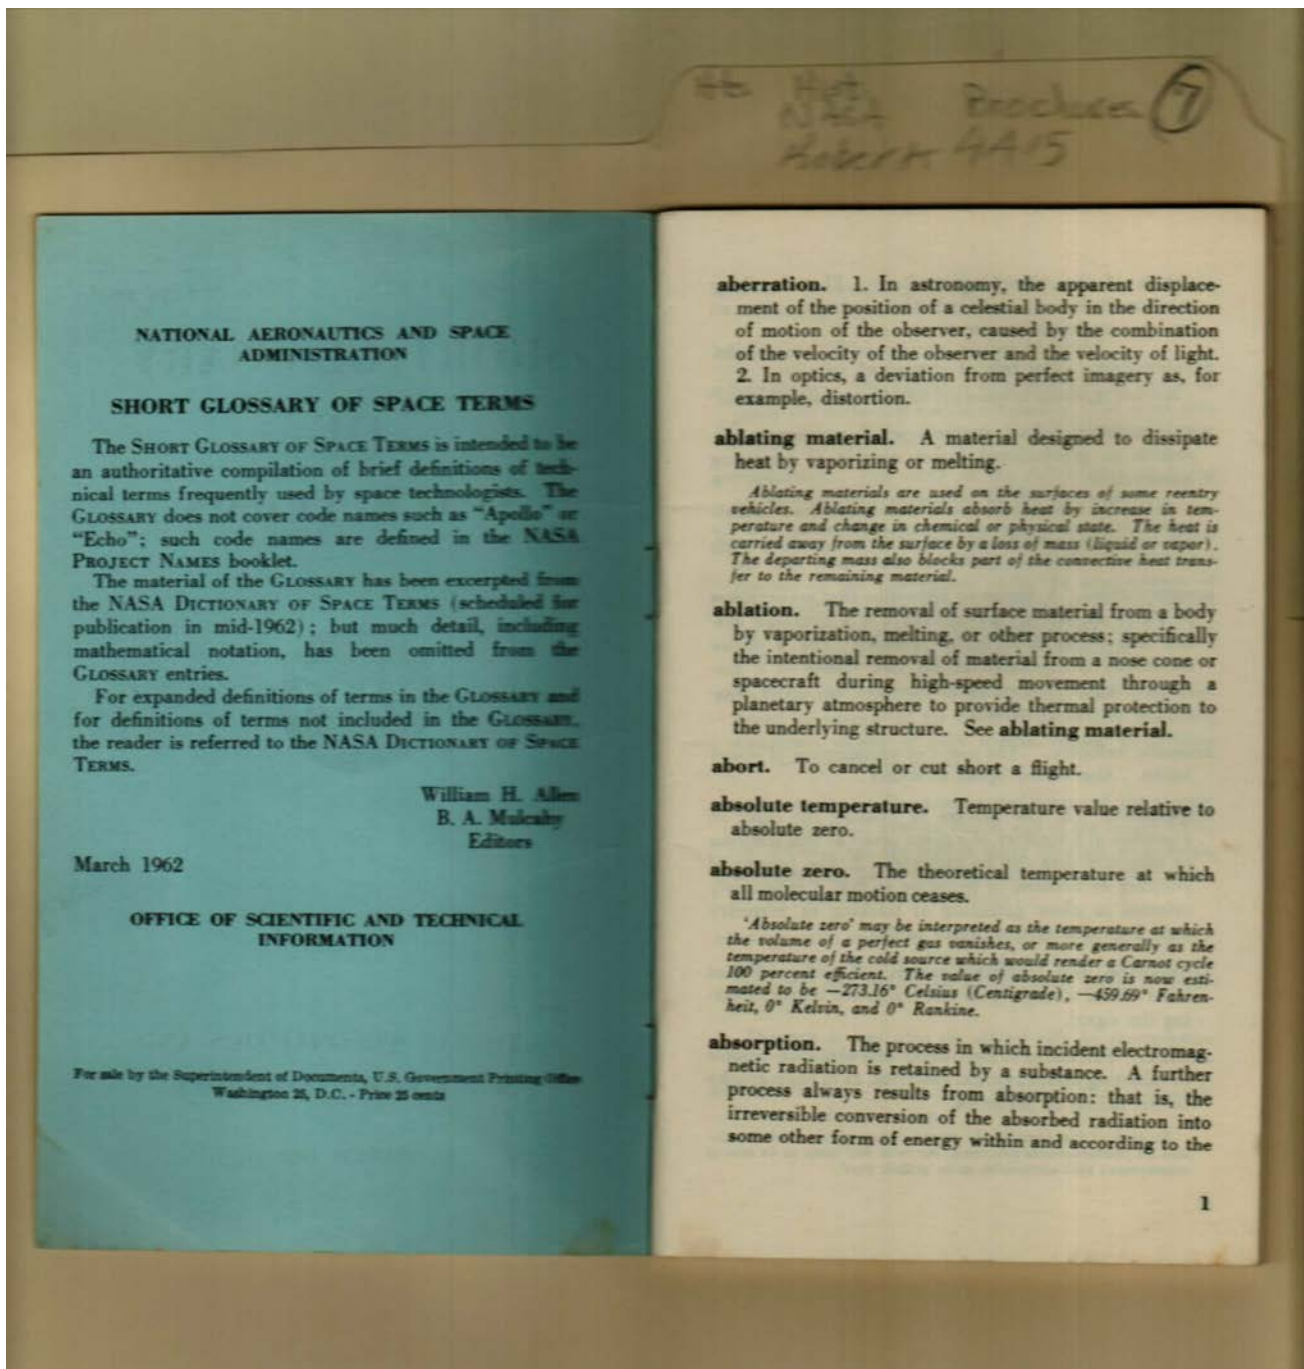 Hts Hqt Brochures 7
NASA
Robert 4A15
NATIONAL AERONAUTICS AND SPACE
ADMINISTRATION
SHORT GLOSSARY OF SPACE TERMS
The SHORT GLOSSARY OF SPACE TERMS is intended to be
an authoritative compilation of brief definitions of tech-
nical terms frequently used by space technologists. The
GLOSSARY does not cover code names such as "Apollo" or
"Echo"; such code names are defined in the NASA
PROJECT NAMES booklet.
The material of the GLOSSARY has been excerpted from
the NASA DICTIONARY OF SPACE TERMS (scheduled for
publication in mid-1962); but much detail, including
mathematical notation, has been omitted from the
GLOSSARY entries.
For expanded definitions of terms in the GLOSSARY and
for definitions of terms not included in the GLOSSARY,
the reader is referred to the NASA DICTIONARY OF SPACE
TERMS.
William H. Allen
B. A. Mulcahy
Editors
March 1962
OFFICE OF SCIENTIFIC AND TECHNICAL
INFORMATION
For sale by the Superintendent of Documents, U.S. Government Printing Office
Washington 25, D.C. - Price 25 cents
aberration. 1. In astronomy, the apparent displace-
ment of the position of a celestial body in the direction
of motion of the observer, caused by the combination
of the velocity of the observer and the velocity of light.
2. In optics, a deviation from perfect imagery as, for
example, distortion.
ablating material. A material designed to dissipate
heat by vaporizing or melting.
Ablating materials are used on the surfaces of some reentry
vehicles. Ablating materials absorb heat by increase in tem-
perature and change in chemical or physical state. The heat is
carried away from the surface by a loss of mass (liquid or vapor).
The departing mass also blocks part of the convective heat trans-
fer to the remaining material.
ablation. The removal of surface material from a body
by vaporization, melting, or other process; specifically
the intentional removal of material from a nose cone or
spacecraft during high-speed movement through a
planetary atmosphere to provide thermal protection to
the underlying structure. See ablating material.
abort. To cancel or cut short a flight.
absolute temperature. Temperature value relative to
absolute zero.
absolute zero. The theoretical temperature at which
all molecular motion ceases.
'Absolute zero' may be interpreted as the temperature at which
the volume of a perfect gas vanishes, or more generally as the
temperature of the cold source which would render a Carnot cycle
100 percent efficient. The value of absolute zero is now esti-
mated to be —273.16° Celsius (Centigrade), —459.69° Fahren-
heit, 0° Kelvin, and 0° Rankine.
absorption. The process in which incident electromag-
netic radiation is retained by a substance. A further
process always results from absorption: that is, the
irreversible conversion of the absorbed radiation into
some other form of energy within and according to the
1